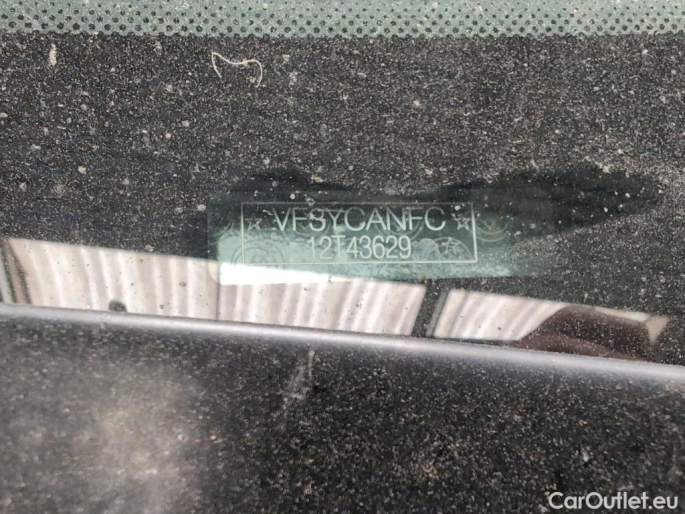 ☆ VF3YCANFC ☆
12T43629
CarOutlet.eu